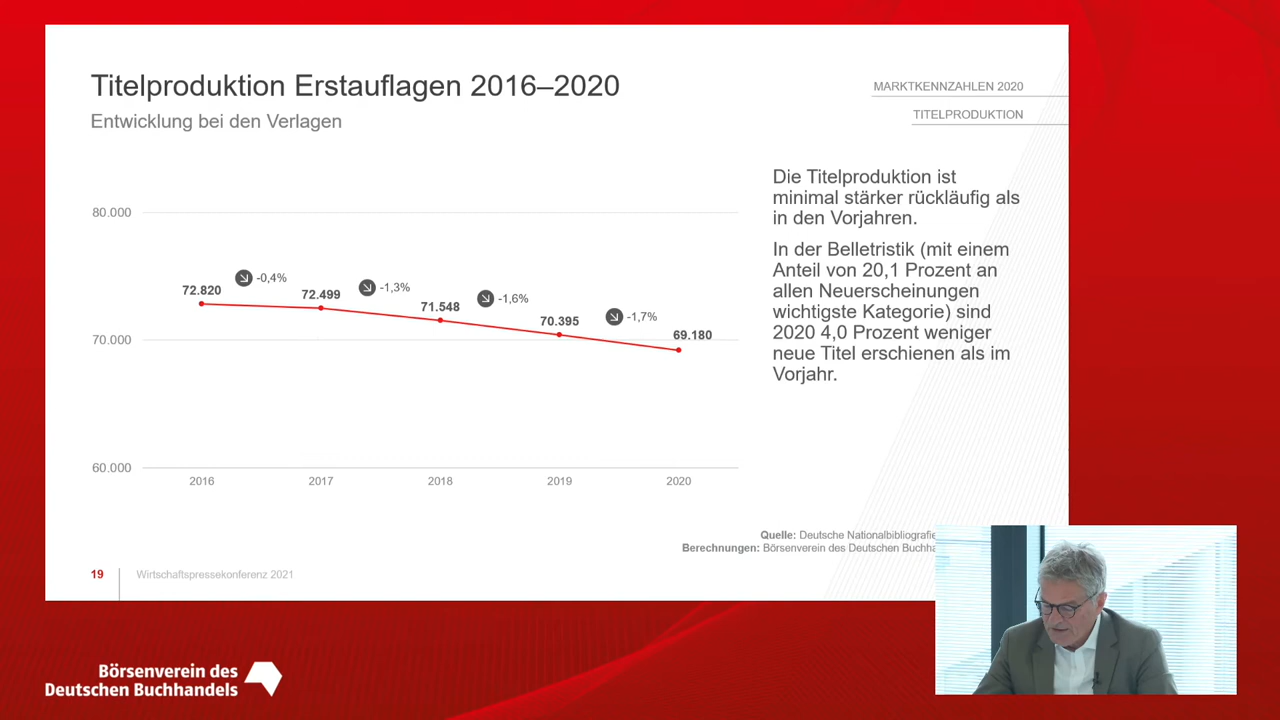 Titelproduktion Erstauflagen 2016–2020
Entwicklung bei den Verlagen
MARKTKENNZAHLEN 2020
TITELPRODUKTION
80.000
70.000
60.000
72.820
-0,4%
72.499
-1,3%
71.548
-1,6%
70.395
-1,7%
69.180
2016
2017
2018
2019
2020
Die Titelproduktion ist
minimal stärker rückläufig als
in den Vorjahren.
In der Belletristik (mit einem
Anteil von 20,1 Prozent an
allen Neuerscheinungen
wichtigste Kategorie) sind
2020 4,0 Prozent weniger
neue Titel erschienen als im
Vorjahr.
Quelle: Deutsche Nationalbibliografie
Berechnungen: Börsenverein des Deutschen Buchha
19
Wirtschaftspressekonferenz 2021
Börsenverein des
Deutschen Buchhandels